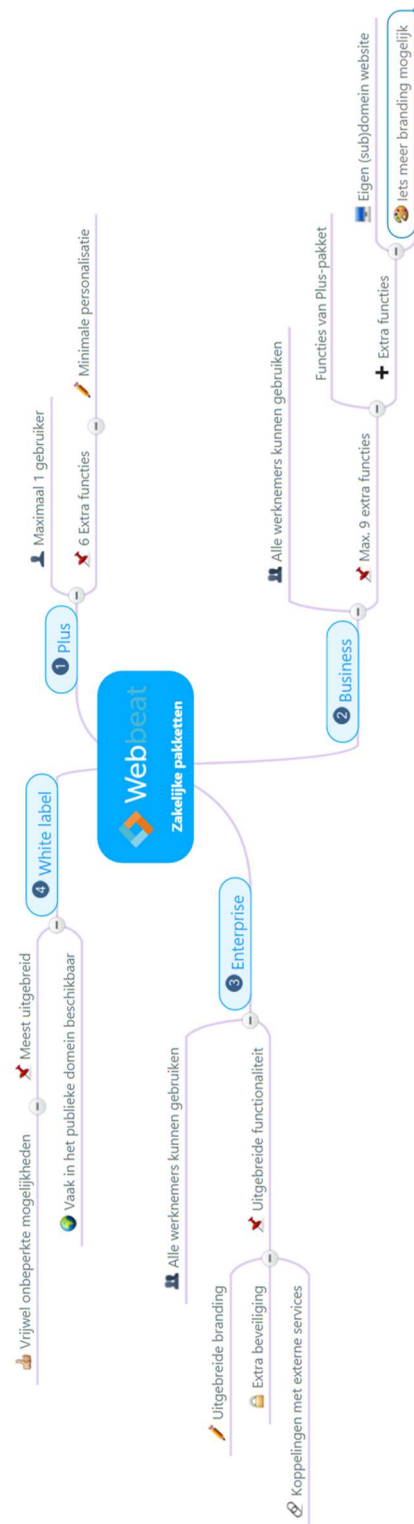 Webbeat
Zakelijke pakketten
1 Plus
Maximaal 1 gebruiker
6 Extra functies
Minimale personalisatie
2 Business
Alle werknemers kunnen gebruiken
Max. 9 extra functies
Functies van Plus-pakket
Extra functies
Eigen (sub)domein website
Iets meer branding mogelijk
3 Enterprise
Alle werknemers kunnen gebruiken
Uitgebreide functionaliteit
Uitgebreide branding
Extra beveiliging
Koppelingen met externe services
4 White label
Meest uitgebreid
Vrijwel onbeperkte mogelijkheden
Vaak in het publieke domein beschikbaar